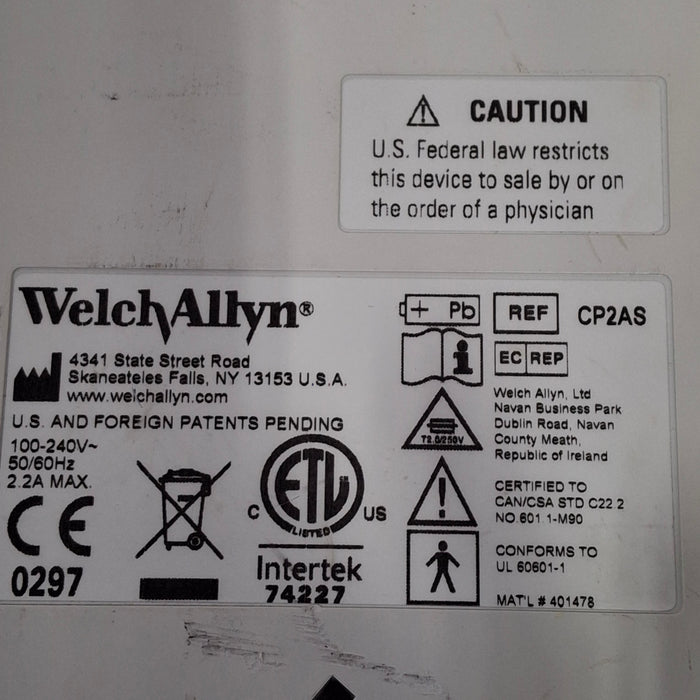 CAUTION
U.S. Federal law restricts
this device to sale by or on
the order of a physician
WelchAllyn®
4341 State Street Road
Skaneateles Falls, NY 13153 U.S.A.
www.welchallyn.com
U.S. AND FOREIGN PATENTS PENDING
100-240V~
50/60Hz
2.2A MAX.
CE
0297
C ETL US
LISTED
Intertek
74227
+ Pb
REF CP2AS
i
EC REP
T2.0/250V
Welch Allyn, Ltd
Navan Business Park
Dublin Road, Navan
County Meath,
Republic of Ireland
CERTIFIED TO
CAN/CSA STD C22 2
NO.601 1-M90
CONFORMS TO
UL 60601-1
MAT'L # 401478